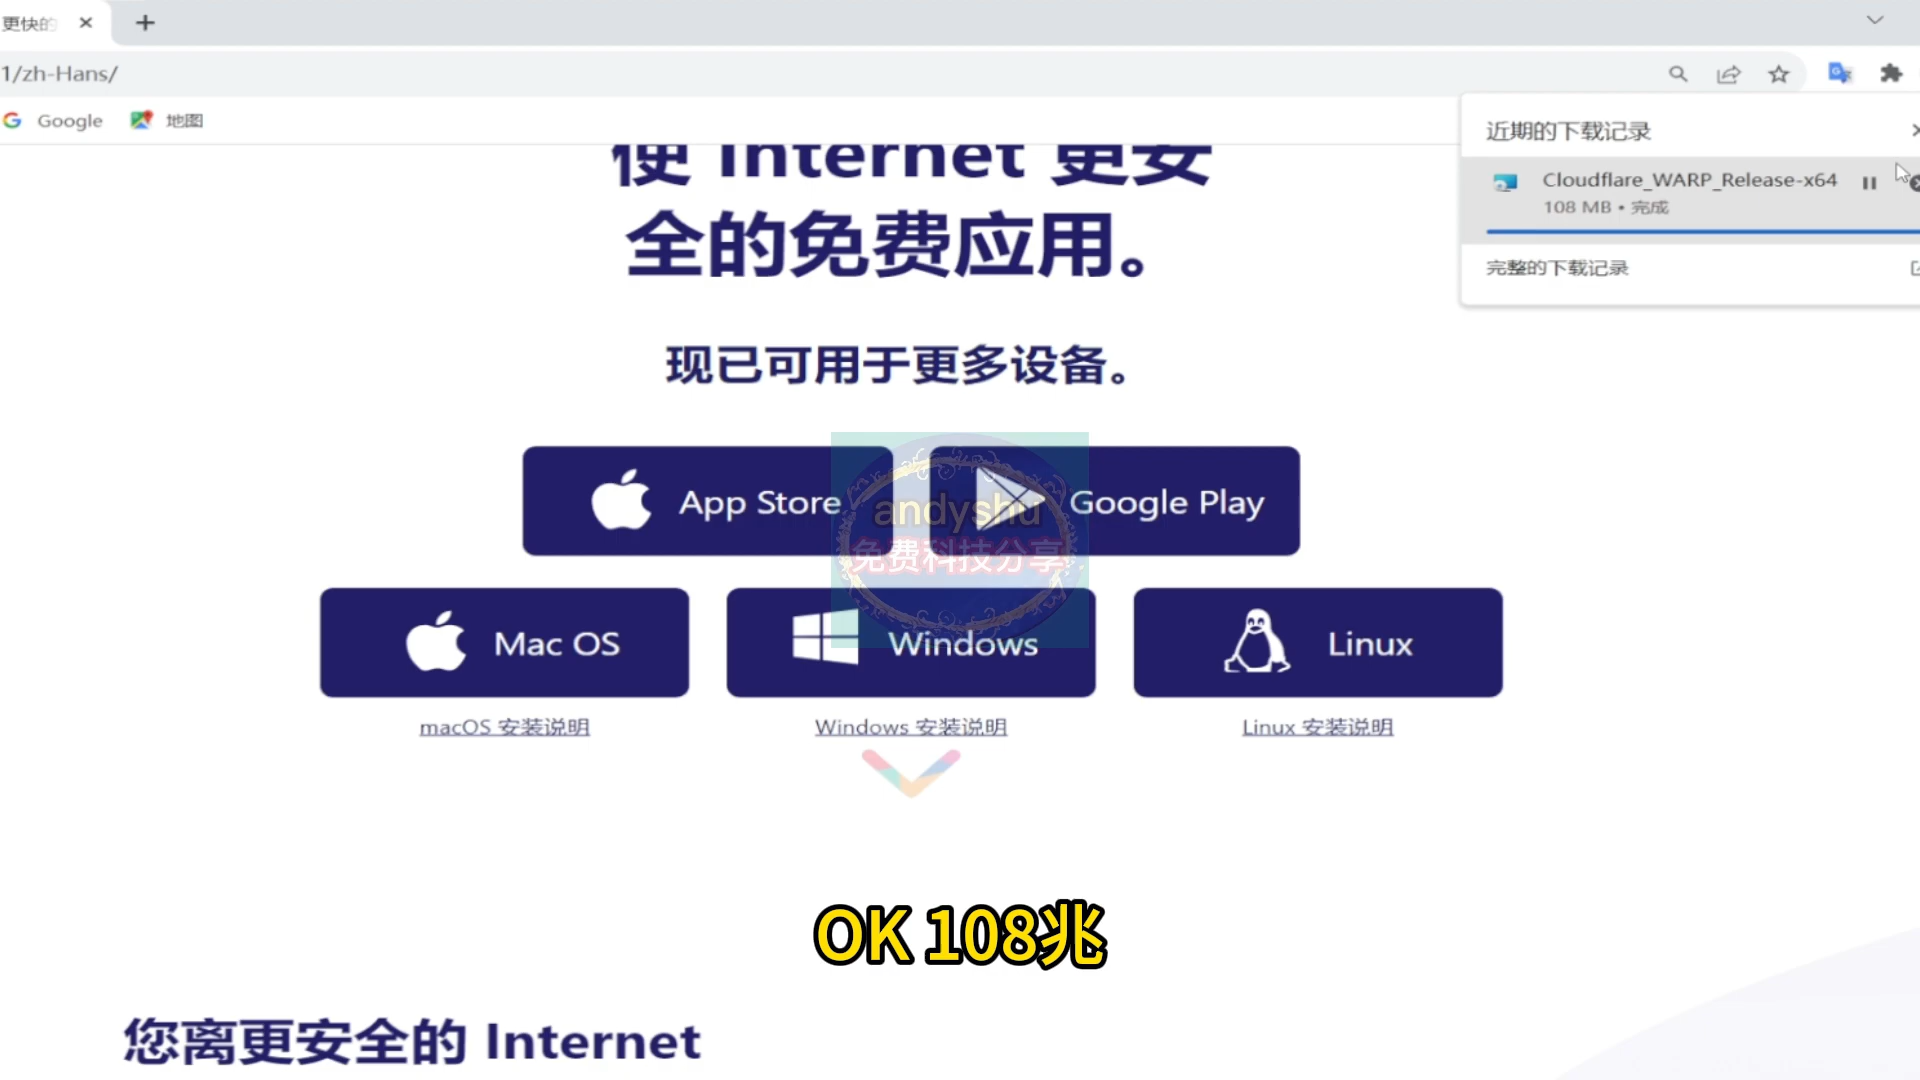 更快的
1/zh-Hans/
Google 地图
近期的下载记录
Cloudflare_WARP_Release-x64
108 MB • 完成
完整的下载记录
使 Internet 更安
全的免费应用。
现已可用于更多设备。
App Store
Google Play
andyshu
免费科技分享
Mac OS
Windows
Linux
macOS 安装说明
Windows 安装说明
Linux 安装说明
OK 108兆
您离更安全的 Internet